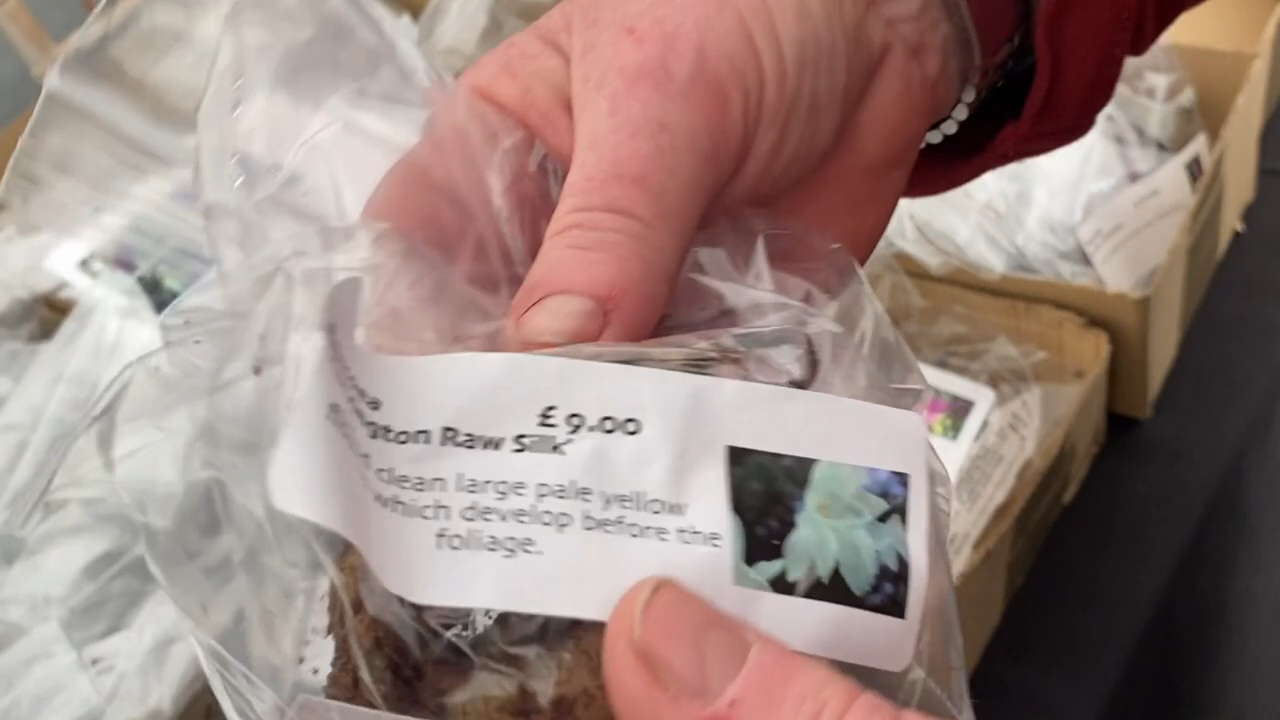 £9.00
Raw Silk'
clean large pale yellow
which develop before the
foliage.